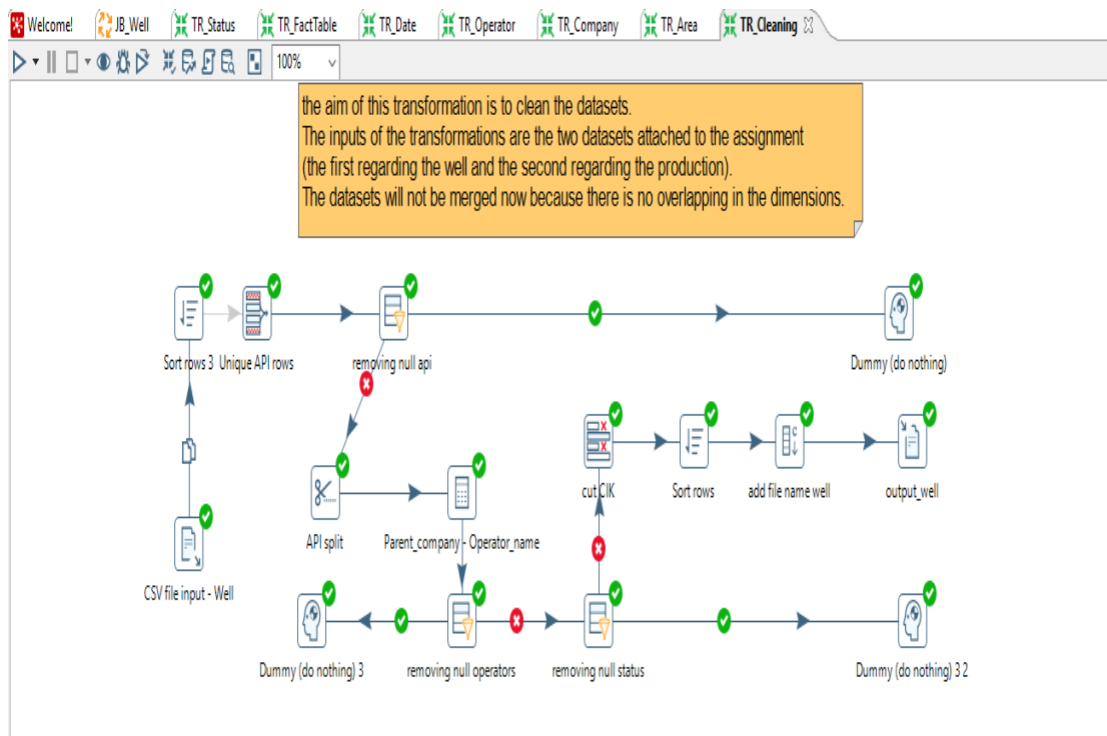 Welcome! JB_Well TR_Status TR_FactTable TR_Date TR_Operator TR_Company TR_Area TR_Cleaning
100%
the aim of this transformation is to clean the datasets.
The inputs of the transformations are the two datasets attached to the assignment
(the first regarding the well and the second regarding the production).
The datasets will not be merged now because there is no overlapping in the dimensions.
Sort rows 3 Unique API rows removing null api Dummy (do nothing)
cut CIK Sort rows add file name well output_well
API split Parent_company - Operator_name
CSV file input - Well
Dummy (do nothing) 3 removing null operators removing null status Dummy (do nothing) 3 2